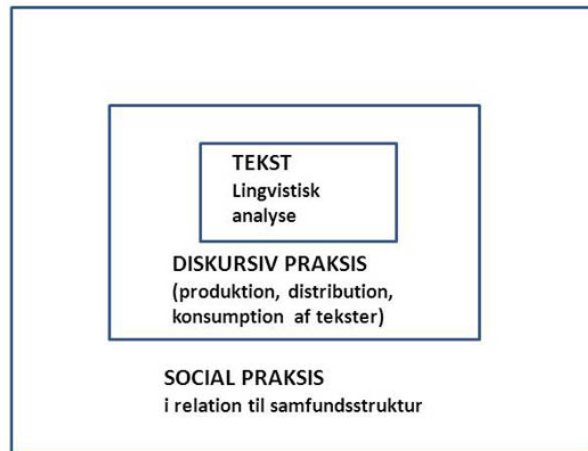 TEKST
Lingvistisk
analyse
DISKURSIV PRAKSIS
(produktion, distribution,
konsumption af tekster)
SOCIAL PRAKSIS
i relation til samfundsstruktur